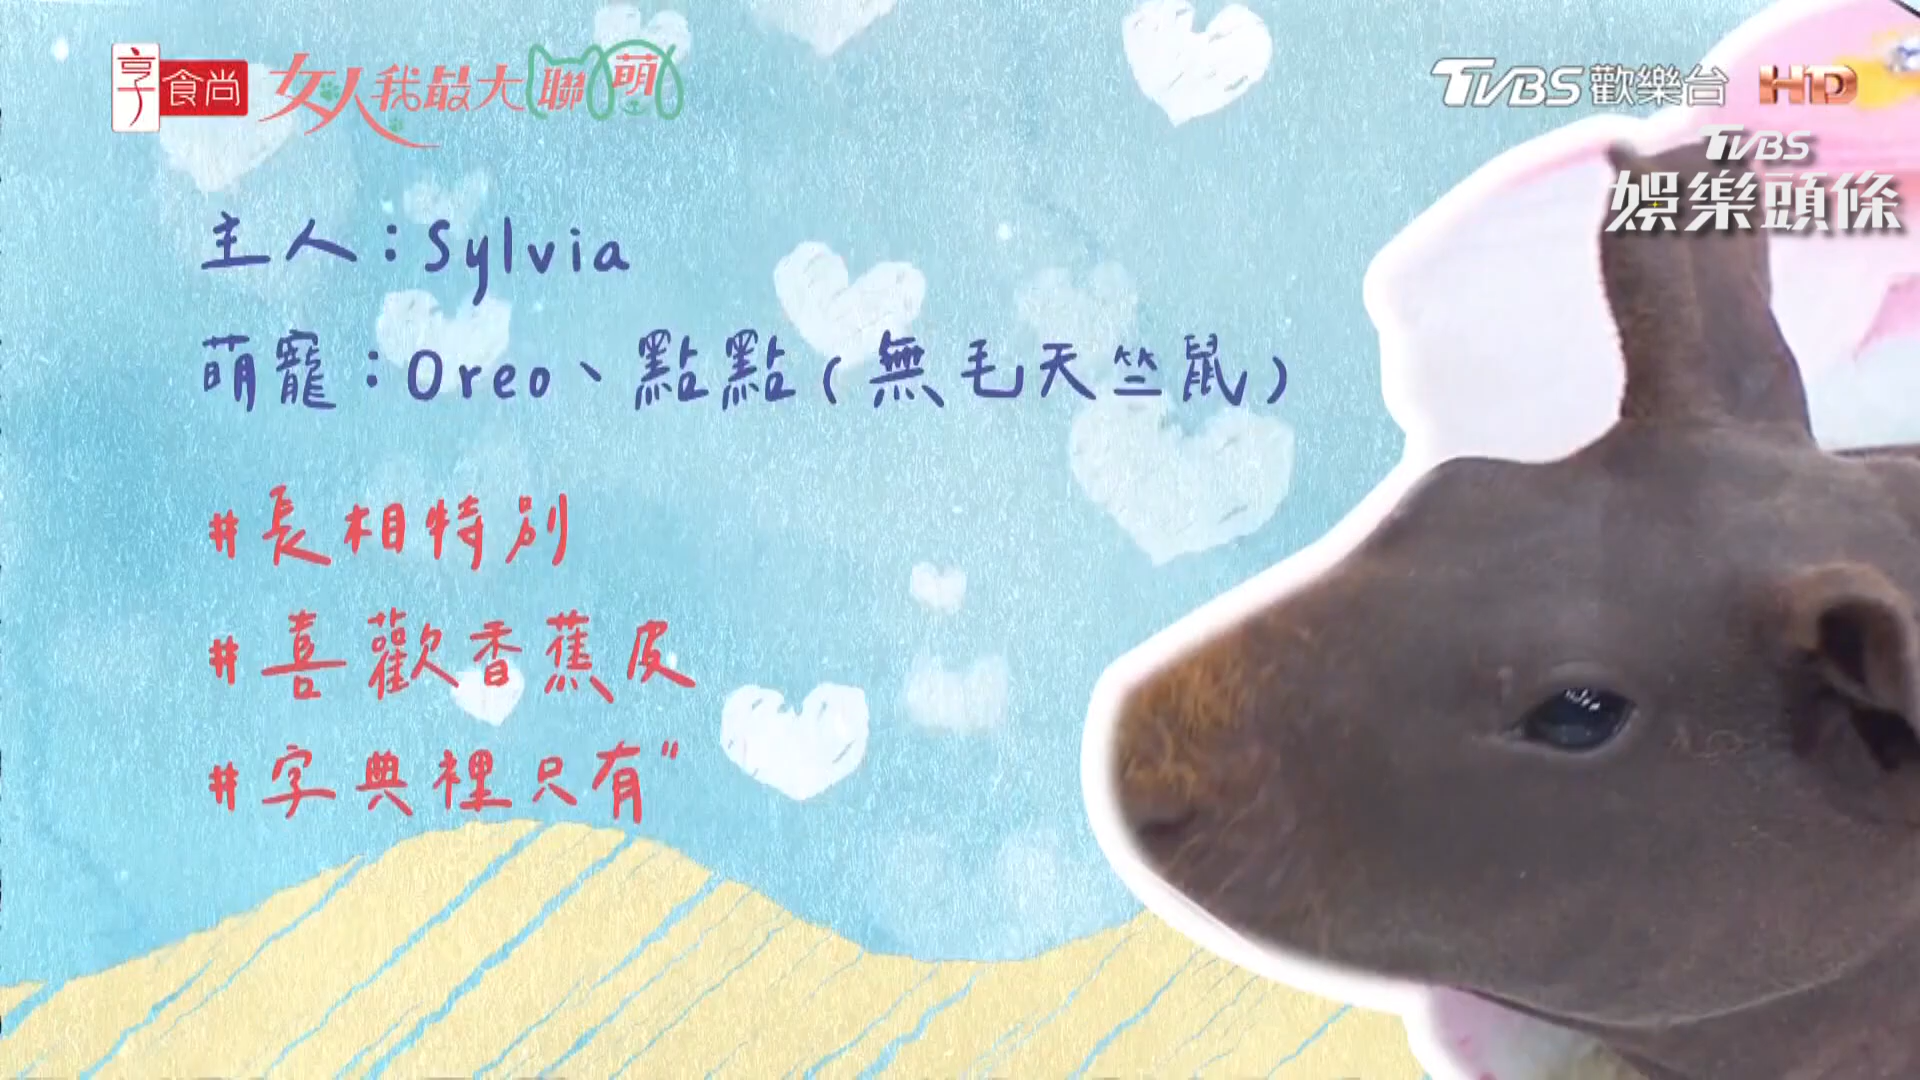 享食尚 女人我最大聯萌
TVBS歡樂台 HD
TVBS
娛樂頭條
主人：Sylvia
萌寵：Oreo、點點(無毛天竺鼠)
#長相特別
#喜歡香蕉皮
#字典裡只有"